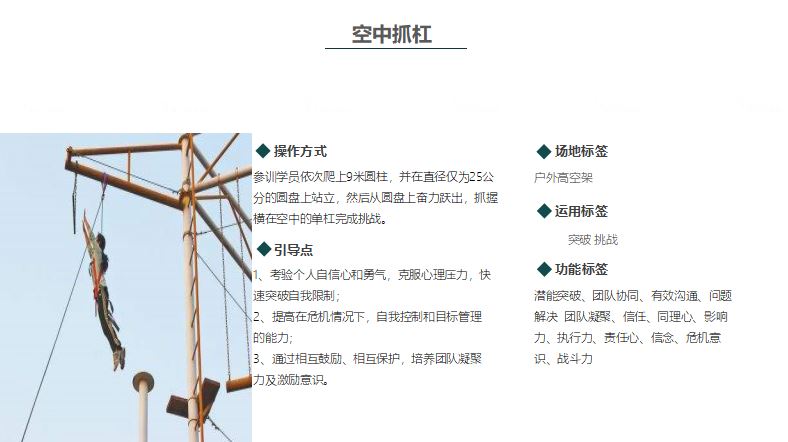 空中抓杠
操作方式
参训学员依次爬上9米圆柱，并在直径仅为25公
分的圆盘上站立，然后从圆盘上奋力跃出，抓握
横在空中的单杠完成挑战。
引导点
1、考验个人自信心和勇气，克服心理压力，快
速突破自我限制；
2、提高在危机情况下，自我控制和目标管理
的能力；
3、通过相互鼓励、相互保护，培养团队凝聚
力及激励意识。
场地标签
户外高空架
运用标签
突破 挑战
功能标签
潜能突破、团队协同、有效沟通、问题
解决 团队凝聚、信任、同理心、影响
力、执行力、责任心、信念、危机意
识、战斗力